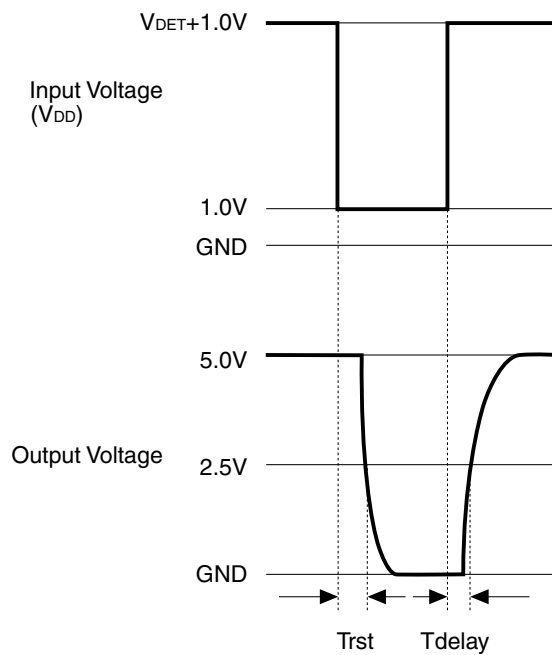 VDET+1.0V
Input Voltage
(VDD)
1.0V
GND
5.0V
Output Voltage
2.5V
GND
Trst
Tdelay